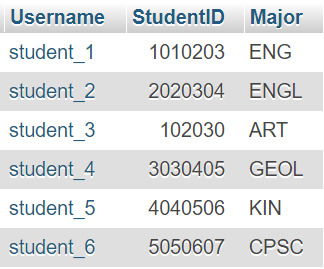 Username StudentID Major
student_1 1010203 ENG
student_2 2020304 ENGL
student_3 102030 ART
student_4 3030405 GEOL
student_5 4040506 KIN
student_6 5050607 CPSC